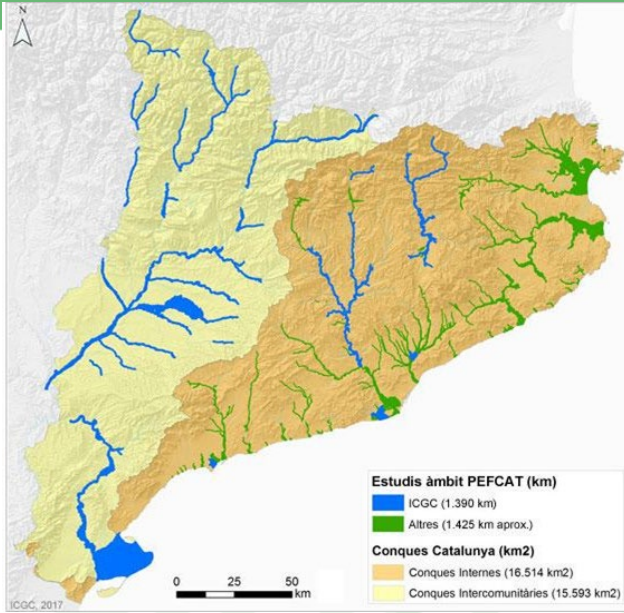 N
Estudis àmbit PEFCAT (km)
ICGC (1.390 km)
Altres (1.425 km aprox.)
Conques Catalunya (km2)
Conques Internes (16.514 km2)
Conques Intercomunitáries (15.593 km2)
0 25 50
km
ICGC, 2017